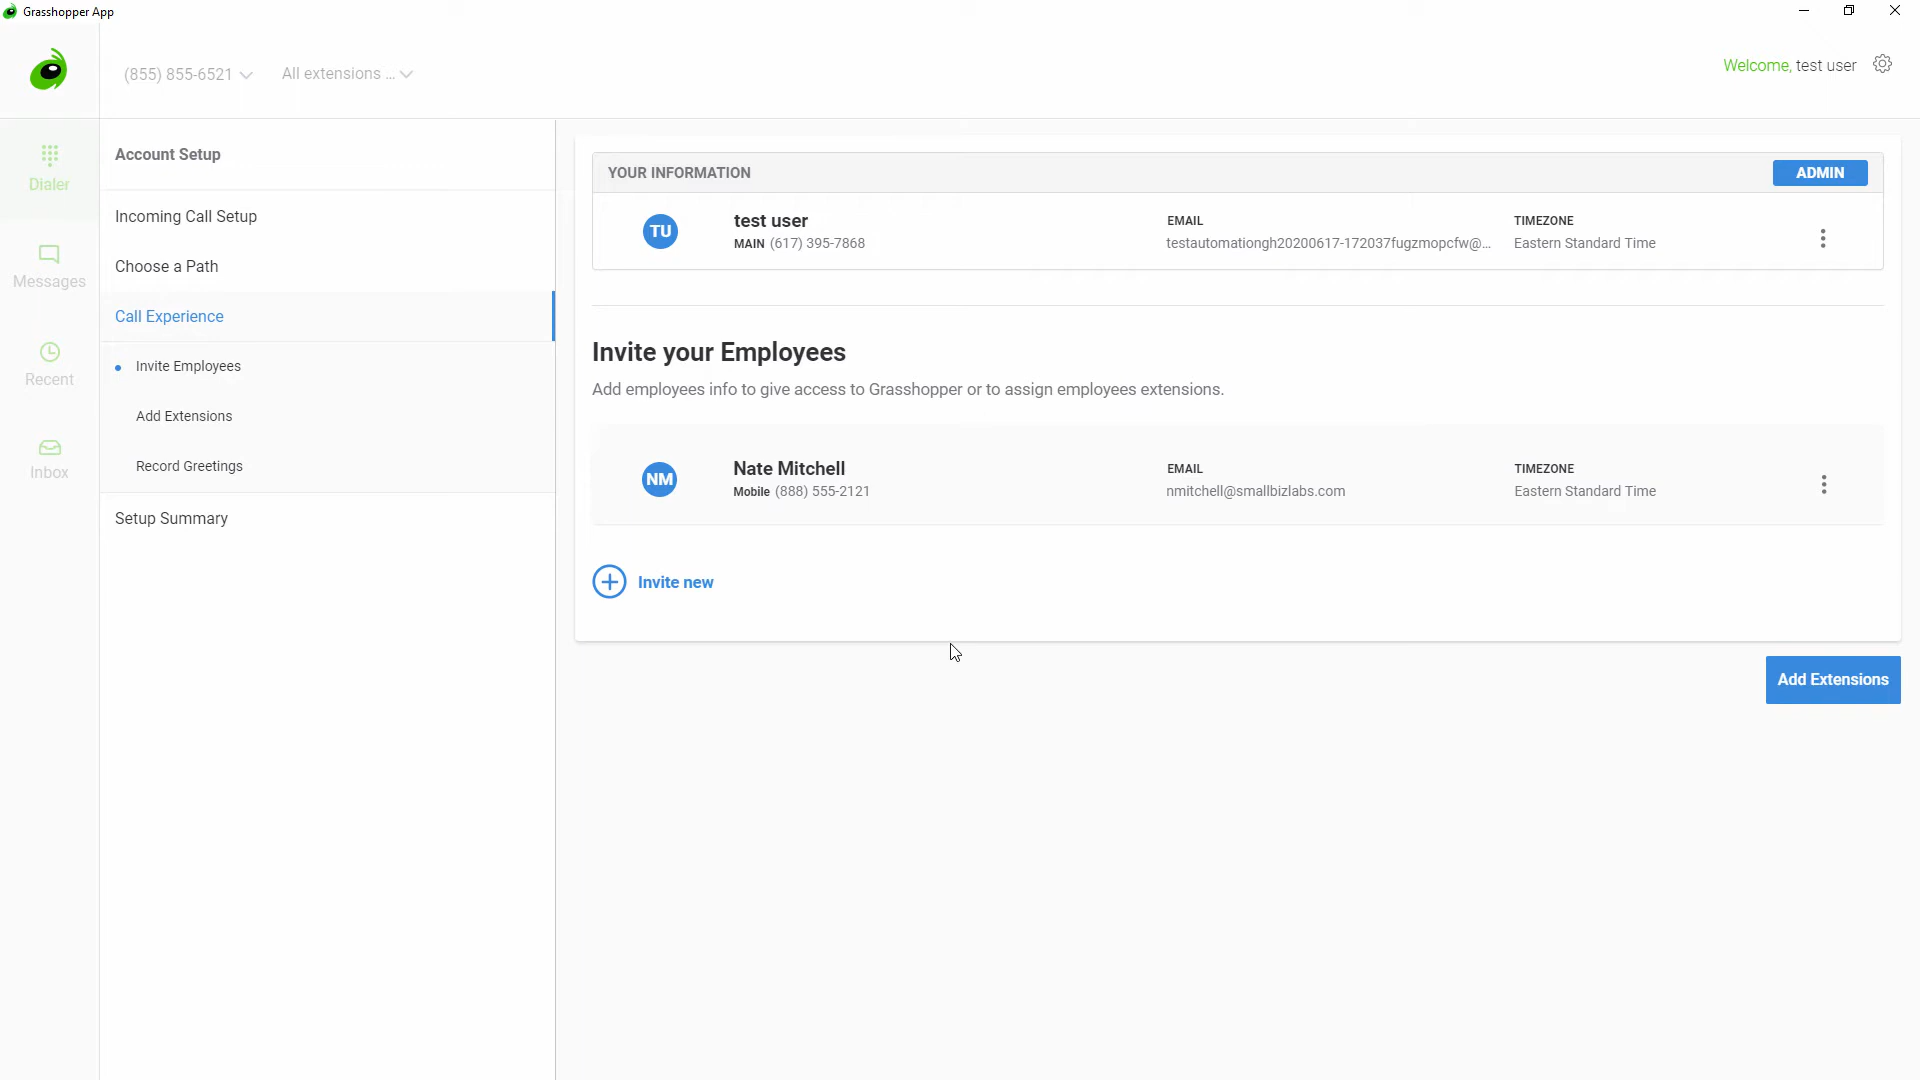 Grasshopper App
(855) 855-6521
All extensions ...
Welcome, test user
Dialer
Messages
Recent
Inbox
Account Setup
Incoming Call Setup
Choose a Path
Call Experience
Invite Employees
Add Extensions
Record Greetings
Setup Summary
YOUR INFORMATION
ADMIN
TU
test user
MAIN (617) 395-7868
EMAIL
testautomationgh20200617-172037fugzmopcfw@...
TIMEZONE
Eastern Standard Time
Invite your Employees
Add employees info to give access to Grasshopper or to assign employees extensions.
NM
Nate Mitchell
Mobile (888) 555-2121
EMAIL
nmitchell@smallbizlabs.com
TIMEZONE
Eastern Standard Time
Invite new
Add Extensions